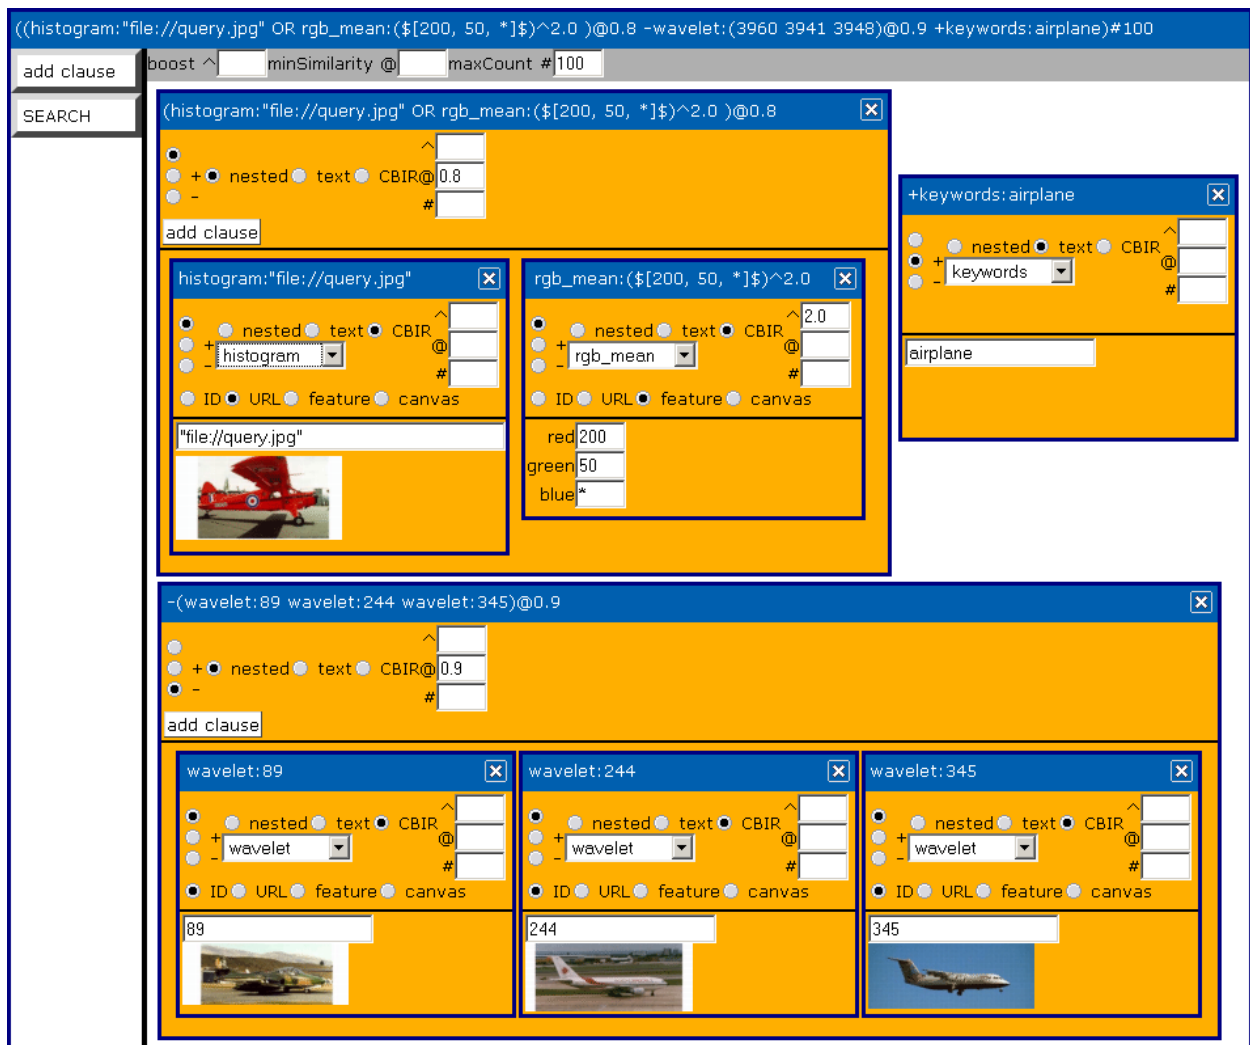 ((histogram:"file://query.jpg" OR rgb_mean:($[200, 50, *]$)^2.0 )@0.8 -wavelet:(3960 3941 3948)@0.9 +keywords:airplane)#100
add clause
SEARCH
boost ^ minSimilarity @ maxCount # 100
(histogram:"file://query.jpg" OR rgb_mean:($[200, 50, *]$)^2.0 )@0.8
^
+ nested text CBIR @ 0.8
-
#
add clause
histogram:"file://query.jpg"
^
+ nested text CBIR
@
- histogram
#
ID URL feature canvas
"file://query.jpg"
rgb_mean:($[200, 50, *]$)^2.0
^ 2.0
+ nested text CBIR
@
- rgb_mean
#
ID URL feature canvas
red 200
green 50
blue *
+keywords:airplane
^
+ nested text CBIR
@
- keywords
#
airplane
-(wavelet:89 wavelet:244 wavelet:345)@0.9
^
+ nested text CBIR @ 0.9
-
#
add clause
wavelet:89
^
+ nested text CBIR
@
- wavelet
#
ID URL feature canvas
89
wavelet:244
^
+ nested text CBIR
@
- wavelet
#
ID URL feature canvas
244
wavelet:345
^
+ nested text CBIR
@
- wavelet
#
ID URL feature canvas
345